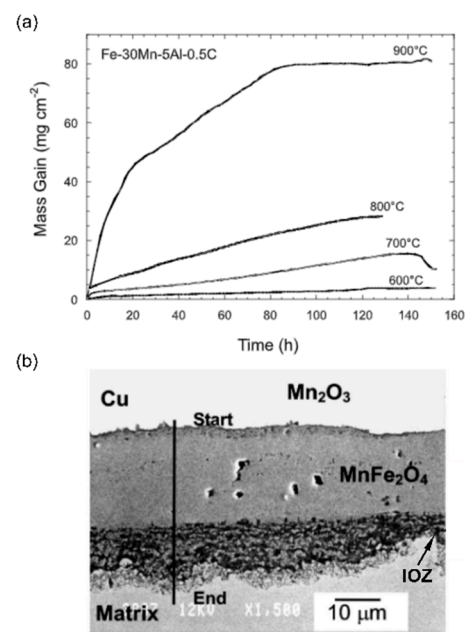 (a)
Fe-30Mn-5Al-0.5C
900°C
800°C
700°C
600°C
Mass Gain (mg cm⁻²)
80
60
40
20
0
0 20 40 60 80 100 120 140 160
Time (h)
(b)
Cu
Mn₂O₃
Start
MnFe₂O₄
IOZ
End
Matrix
12KV X1,500
10 μm